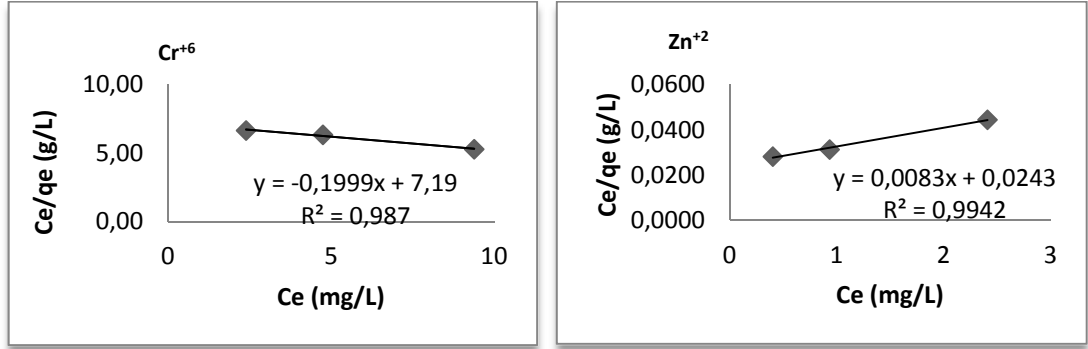 Cr+6
10,00
5,00
0,00
Ce/qe (g/L)
y = -0,1999x + 7,19
R² = 0,987
0 5 10
Ce (mg/L)
Zn+2
0,0600
0,0400
0,0200
0,0000
Ce/qe (g/L)
y = 0,0083x + 0,0243
R² = 0,9942
0 1 2 3
Ce (mg/L)